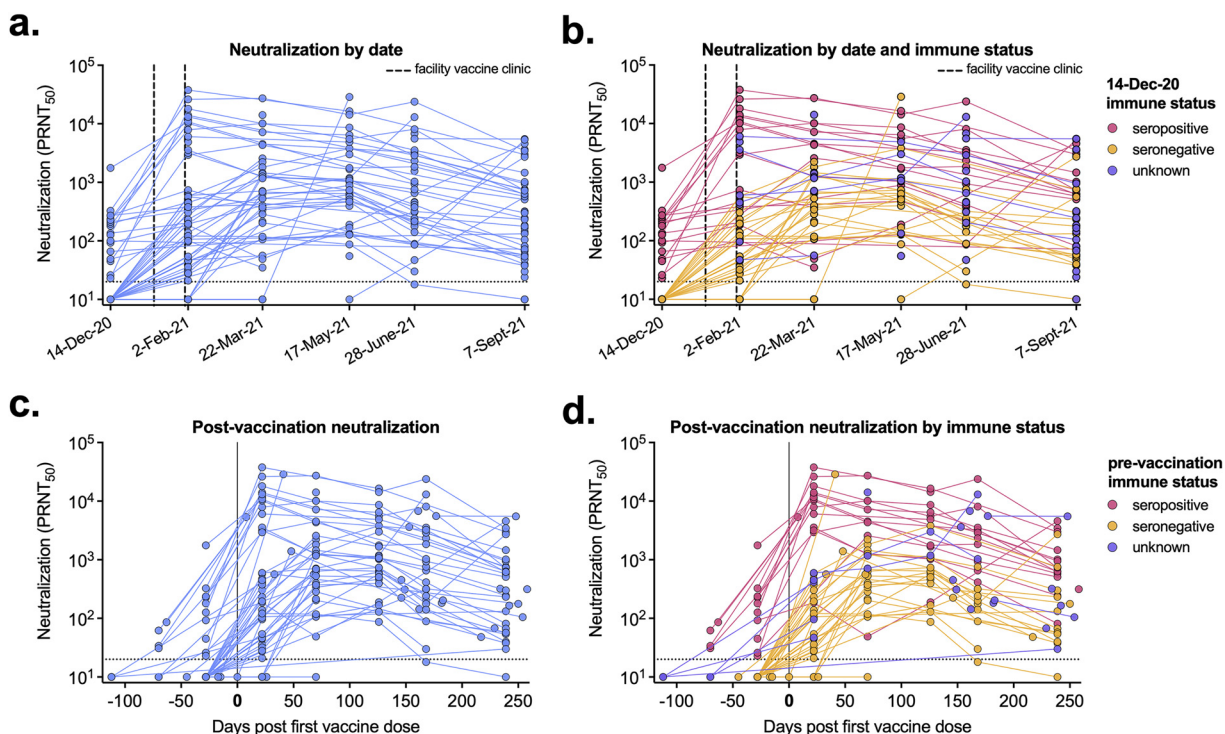 a.
Neutralization by date
--- facility vaccine clinic
Neutralization (PRNT50)
10^5
10^4
10^3
10^2
10^1
14-Dec-20
2-Feb-21
22-Mar-21
17-May-21
28-June-21
7-Sept-21
b.
Neutralization by date and immune status
--- facility vaccine clinic
Neutralization (PRNT50)
10^5
10^4
10^3
10^2
10^1
14-Dec-20
2-Feb-21
22-Mar-21
17-May-21
28-June-21
7-Sept-21
14-Dec-20
immune status
seropositive
seronegative
unknown
c.
Post-vaccination neutralization
Neutralization (PRNT50)
10^5
10^4
10^3
10^2
10^1
-100
-50
0
50
100
150
200
250
Days post first vaccine dose
d.
Post-vaccination neutralization by immune status
Neutralization (PRNT50)
10^5
10^4
10^3
10^2
10^1
-100
-50
0
50
100
150
200
250
Days post first vaccine dose
pre-vaccination
immune status
seropositive
seronegative
unknown